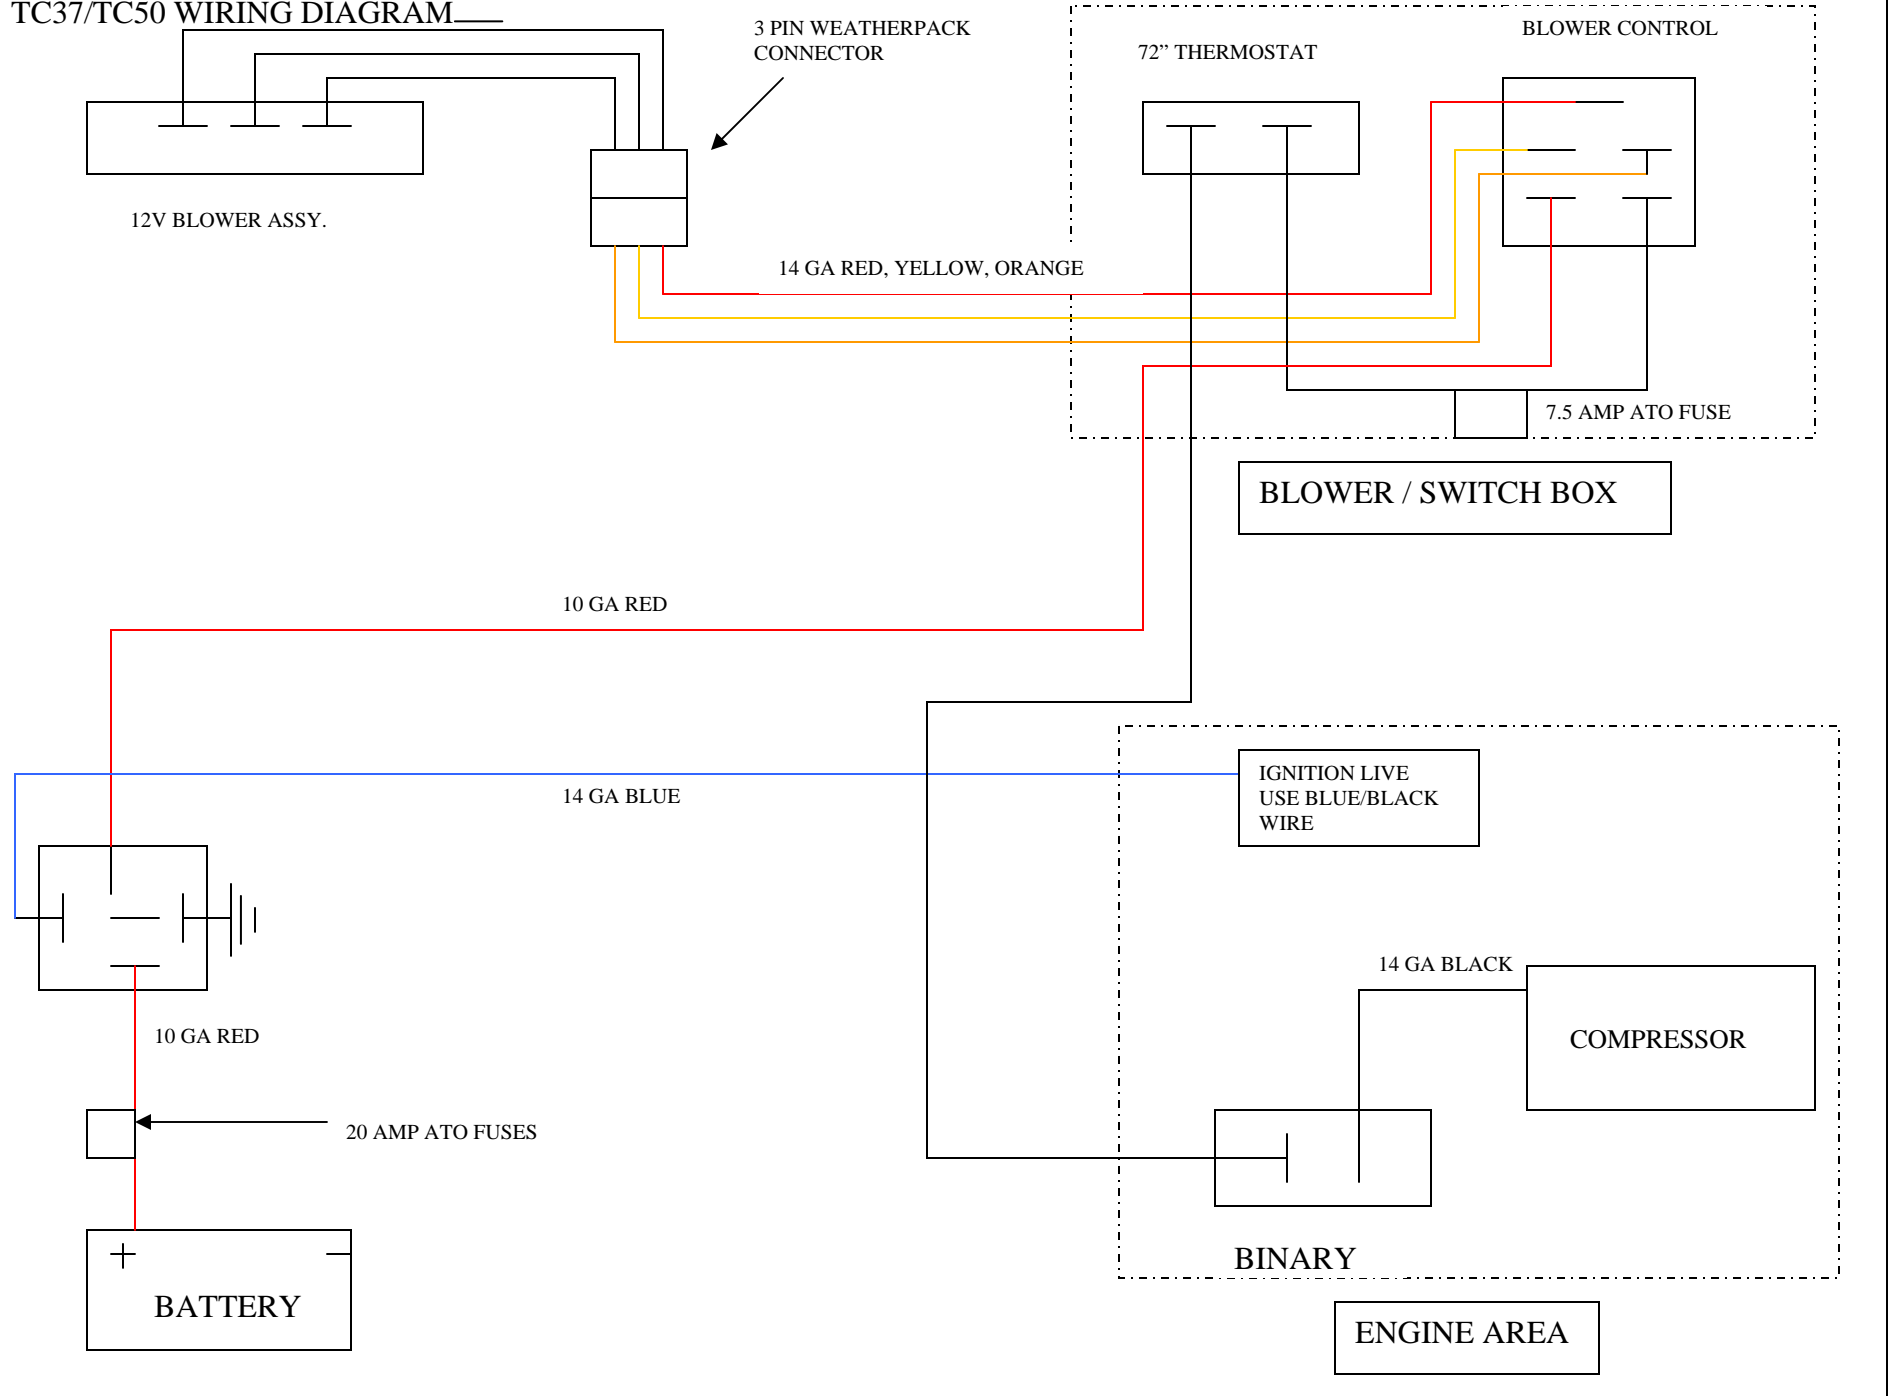 TC37/TC50 WIRING DIAGRAM
3 PIN WEATHERPACK
CONNECTOR
72” THERMOSTAT
BLOWER CONTROL
12V BLOWER ASSY.
14 GA RED, YELLOW, ORANGE
7.5 AMP ATO FUSE
BLOWER / SWITCH BOX
10 GA RED
14 GA BLUE
IGNITION LIVE
USE BLUE/BLACK
WIRE
14 GA BLACK
COMPRESSOR
10 GA RED
20 AMP ATO FUSES
BINARY
BATTERY
ENGINE AREA